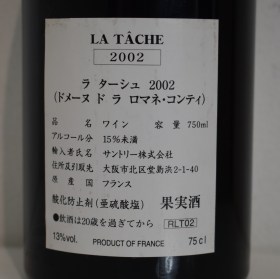 LA TÂCHE
2002
ラ ターシュ 2002
(ドメーヌ ド ラ ロマネ・コンティ)
品名 ワイン 容量 750ml
アルコール分 15%未満
輸入者氏名 サントリー株式会社
住所及引取先 大阪市北区堂島浜2-1-40
原産国 フランス
酸化防止剤(亜硫酸塩) 果実酒
●飲酒は20歳を過ぎてから RLT02
13%vol. PRODUCT OF FRANCE 75cl